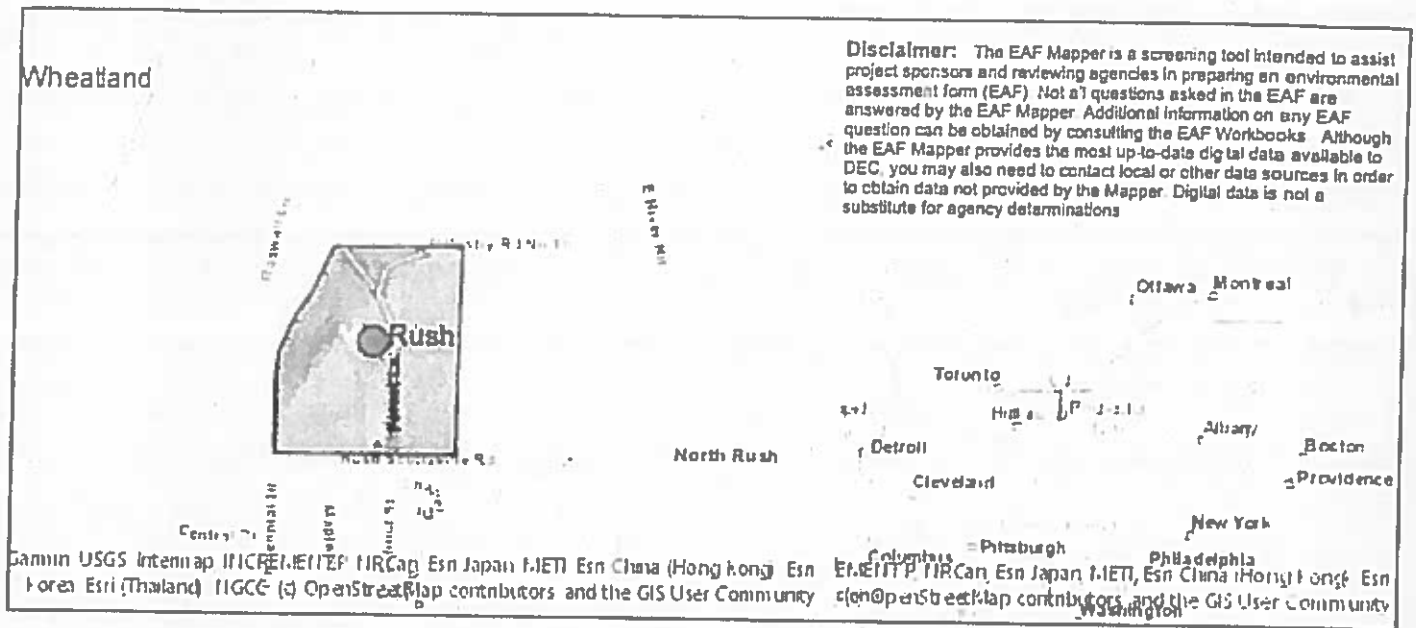 Wheatland
Disclaimer: The EAF Mapper is a screening tool intended to assist
project sponsors and reviewing agencies in preparing an environmental
assessment form (EAF) Not all questions asked in the EAF are
answered by the EAF Mapper. Additional information on any EAF
question can be obtained by consulting the EAF Workbooks Although
the EAF Mapper provides the most up-to-date digital data available to
DEC, you may also need to contact local or other data sources in order
to obtain data not provided by the Mapper. Digital data is not a
substitute for agency determinations
E River
Rush
North Rush
Ottawa
Montreal
Toronto
Albany
Detroit
Boston
Cleveland
Providence
New York
Columbus
Pittsburgh
Philadelphia
Washington
Garmin USGS Intermap INCREMENT P NRCan Esri Japan METI Esri China (Hong Kong) Esri
Korea Esri (Thailand) NGCC (c) OpenStreetMap contributors and the GIS User Community
NRCan, Esri Japan, METI, Esri China (Hong Kong) Esri
OpenStreetMap contributors, and the GIS User Community